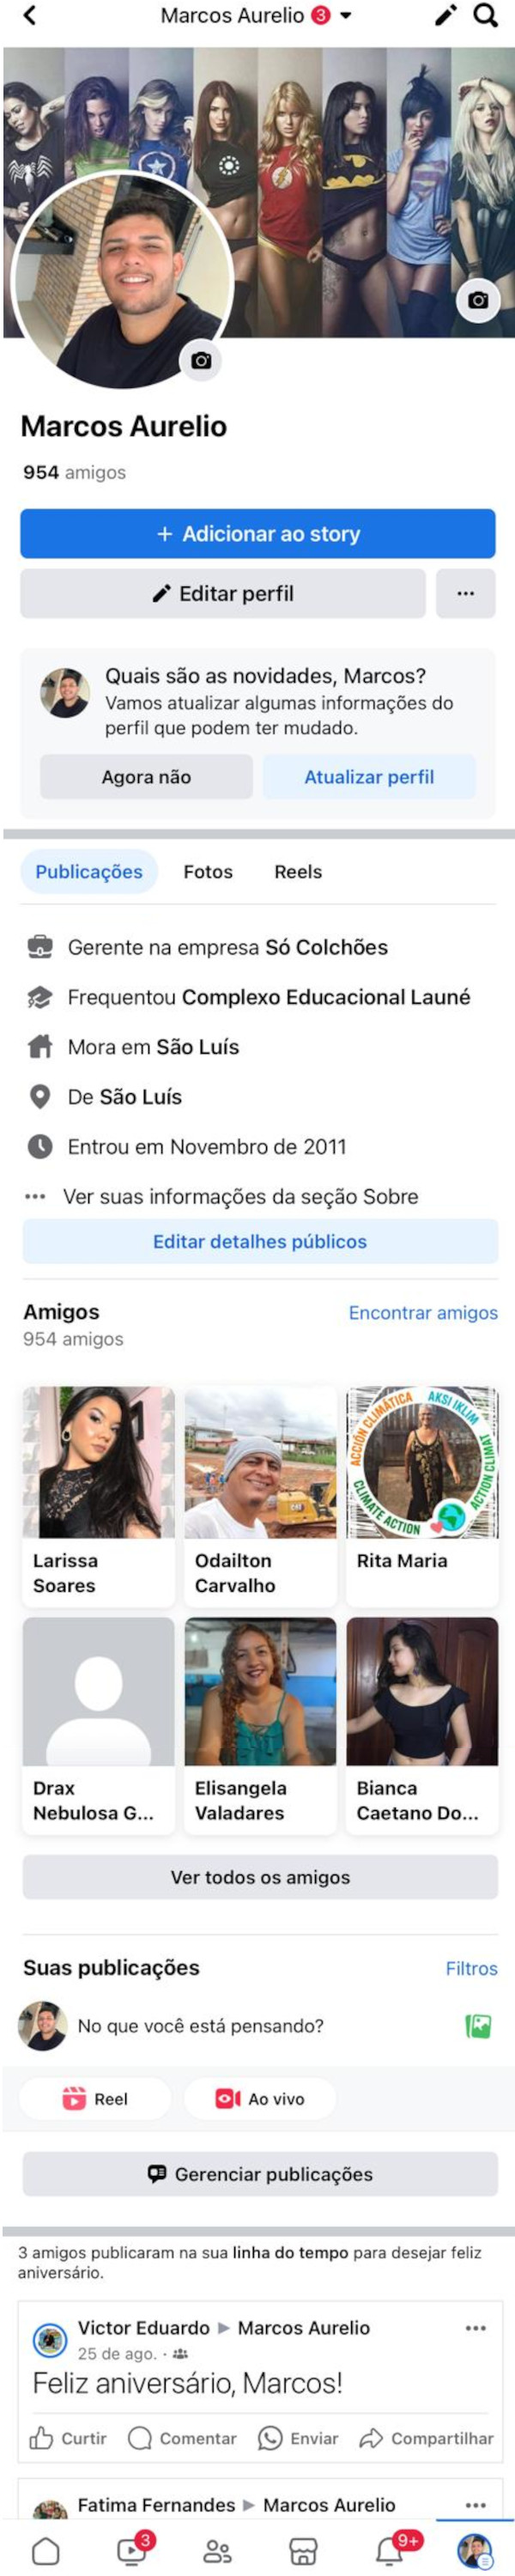 Marcos Aurelio 3
Marcos Aurelio
954 amigos
+ Adicionar ao story
Editar perfil
Quais são as novidades, Marcos?
Vamos atualizar algumas informações do
perfil que podem ter mudado.
Agora não Atualizar perfil
Publicações Fotos Reels
Gerente na empresa Só Colchões
Frequentou Complexo Educacional Launé
Mora em São Luís
De São Luís
Entrou em Novembro de 2011
Ver suas informações da seção Sobre
Editar detalhes públicos
Amigos Encontrar amigos
954 amigos
ACCIÓN CLIMÁTICA AKSI IKLIM
CLIMATE ACTION ACTION CLIMAT
CAT
Larissa
Soares
Odailton
Carvalho
Rita Maria
Drax
Nebulosa G...
Elisangela
Valadares
Bianca
Caetano Do...
Ver todos os amigos
Suas publicações Filtros
No que você está pensando?
Reel Ao vivo
Gerenciar publicações
3 amigos publicaram na sua linha do tempo para desejar feliz
aniversário.
Victor Eduardo ▶ Marcos Aurelio
25 de ago. ·
Feliz aniversário, Marcos!
Curtir Comentar Enviar Compartilhar
Fatima Fernandes ▶ Marcos Aurelio
3 9+